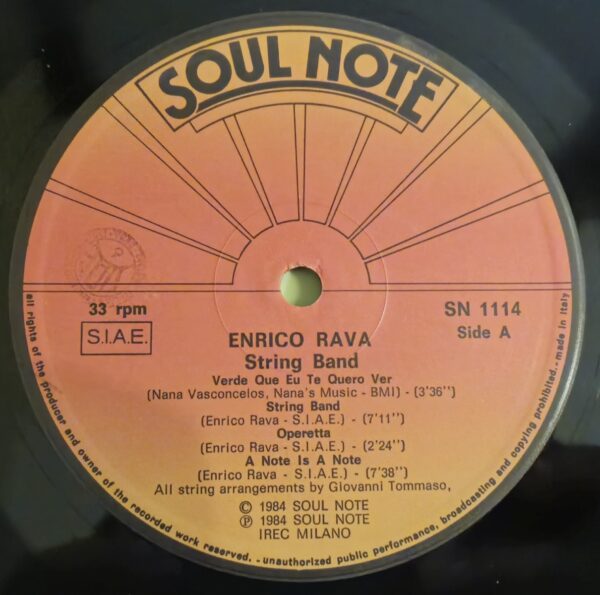 SOUL NOTE
33 rpm
S.I.A.E.
SN 1114
Side A
ENRICO RAVA
String Band
Verde Que Eu Te Quero Ver
(Nana Vasconcelos, Nana's Music - BMI) - (3'36'')
String Band
(Enrico Rava - S.I.A.E.) - (7'11'')
Operetta
(Enrico Rava - S.I.A.E.) - (2'24'')
A Note Is A Note
(Enrico Rava - S.I.A.E.) - (7'38'')
All string arrangements by Giovanni Tommaso,
© 1984 SOUL NOTE
℗ 1984 SOUL NOTE
IREC MILANO
all rights of the producer and owner of the recorded work reserved. - unauthorized public performance, broadcasting and copying prohibited. - made in Italy